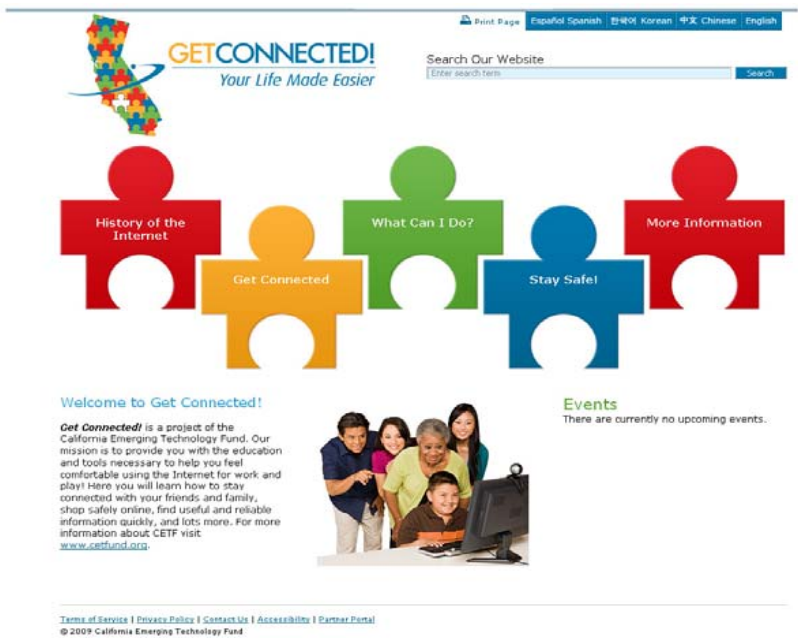 Print Page Español Spanish 한국어 Korean 中文 Chinese English
GETCONNECTED!
Your Life Made Easier
Search Our Website
Enter search term
Search
History of the
Internet
Get Connected
What Can I Do?
Stay Safe!
More Information
Welcome to Get Connected!
Get Connected! is a project of the
California Emerging Technology Fund. Our
mission is to provide you with the education
and tools necessary to help you feel
comfortable using the Internet for work and
play! Here you will learn how to stay
connected with your friends and family,
shop safely online, find useful and reliable
information quickly, and lots more. For more
information about CETF visit
www.cetfund.org.
Events
There are currently no upcoming events.
Terms of Service | Privacy Policy | Contact Us | Accessibility | Partner Portal
© 2009 California Emerging Technology Fund